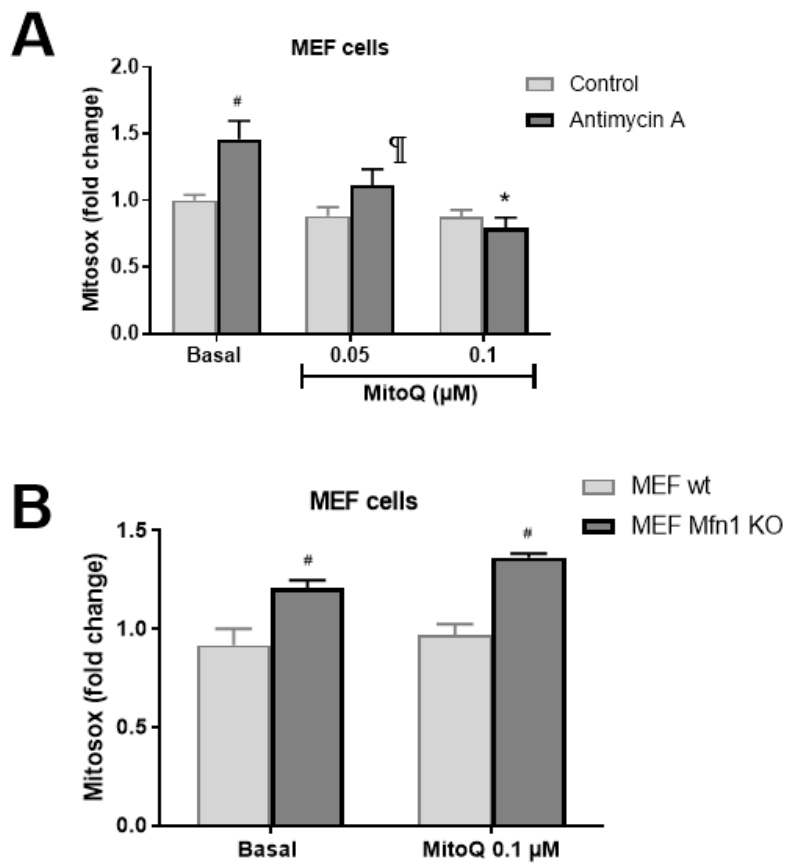 A
MEF cells
Control
Antimycin A
Mitosox (fold change)
2.0
1.5
1.0
0.5
0.0
#
¶
*
Basal
0.05
0.1
MitoQ (µM)
B
MEF cells
MEF wt
MEF Mfn1 KO
Mitosox (fold change)
1.5
1.0
0.5
0.0
#
#
Basal
MitoQ 0.1 µM